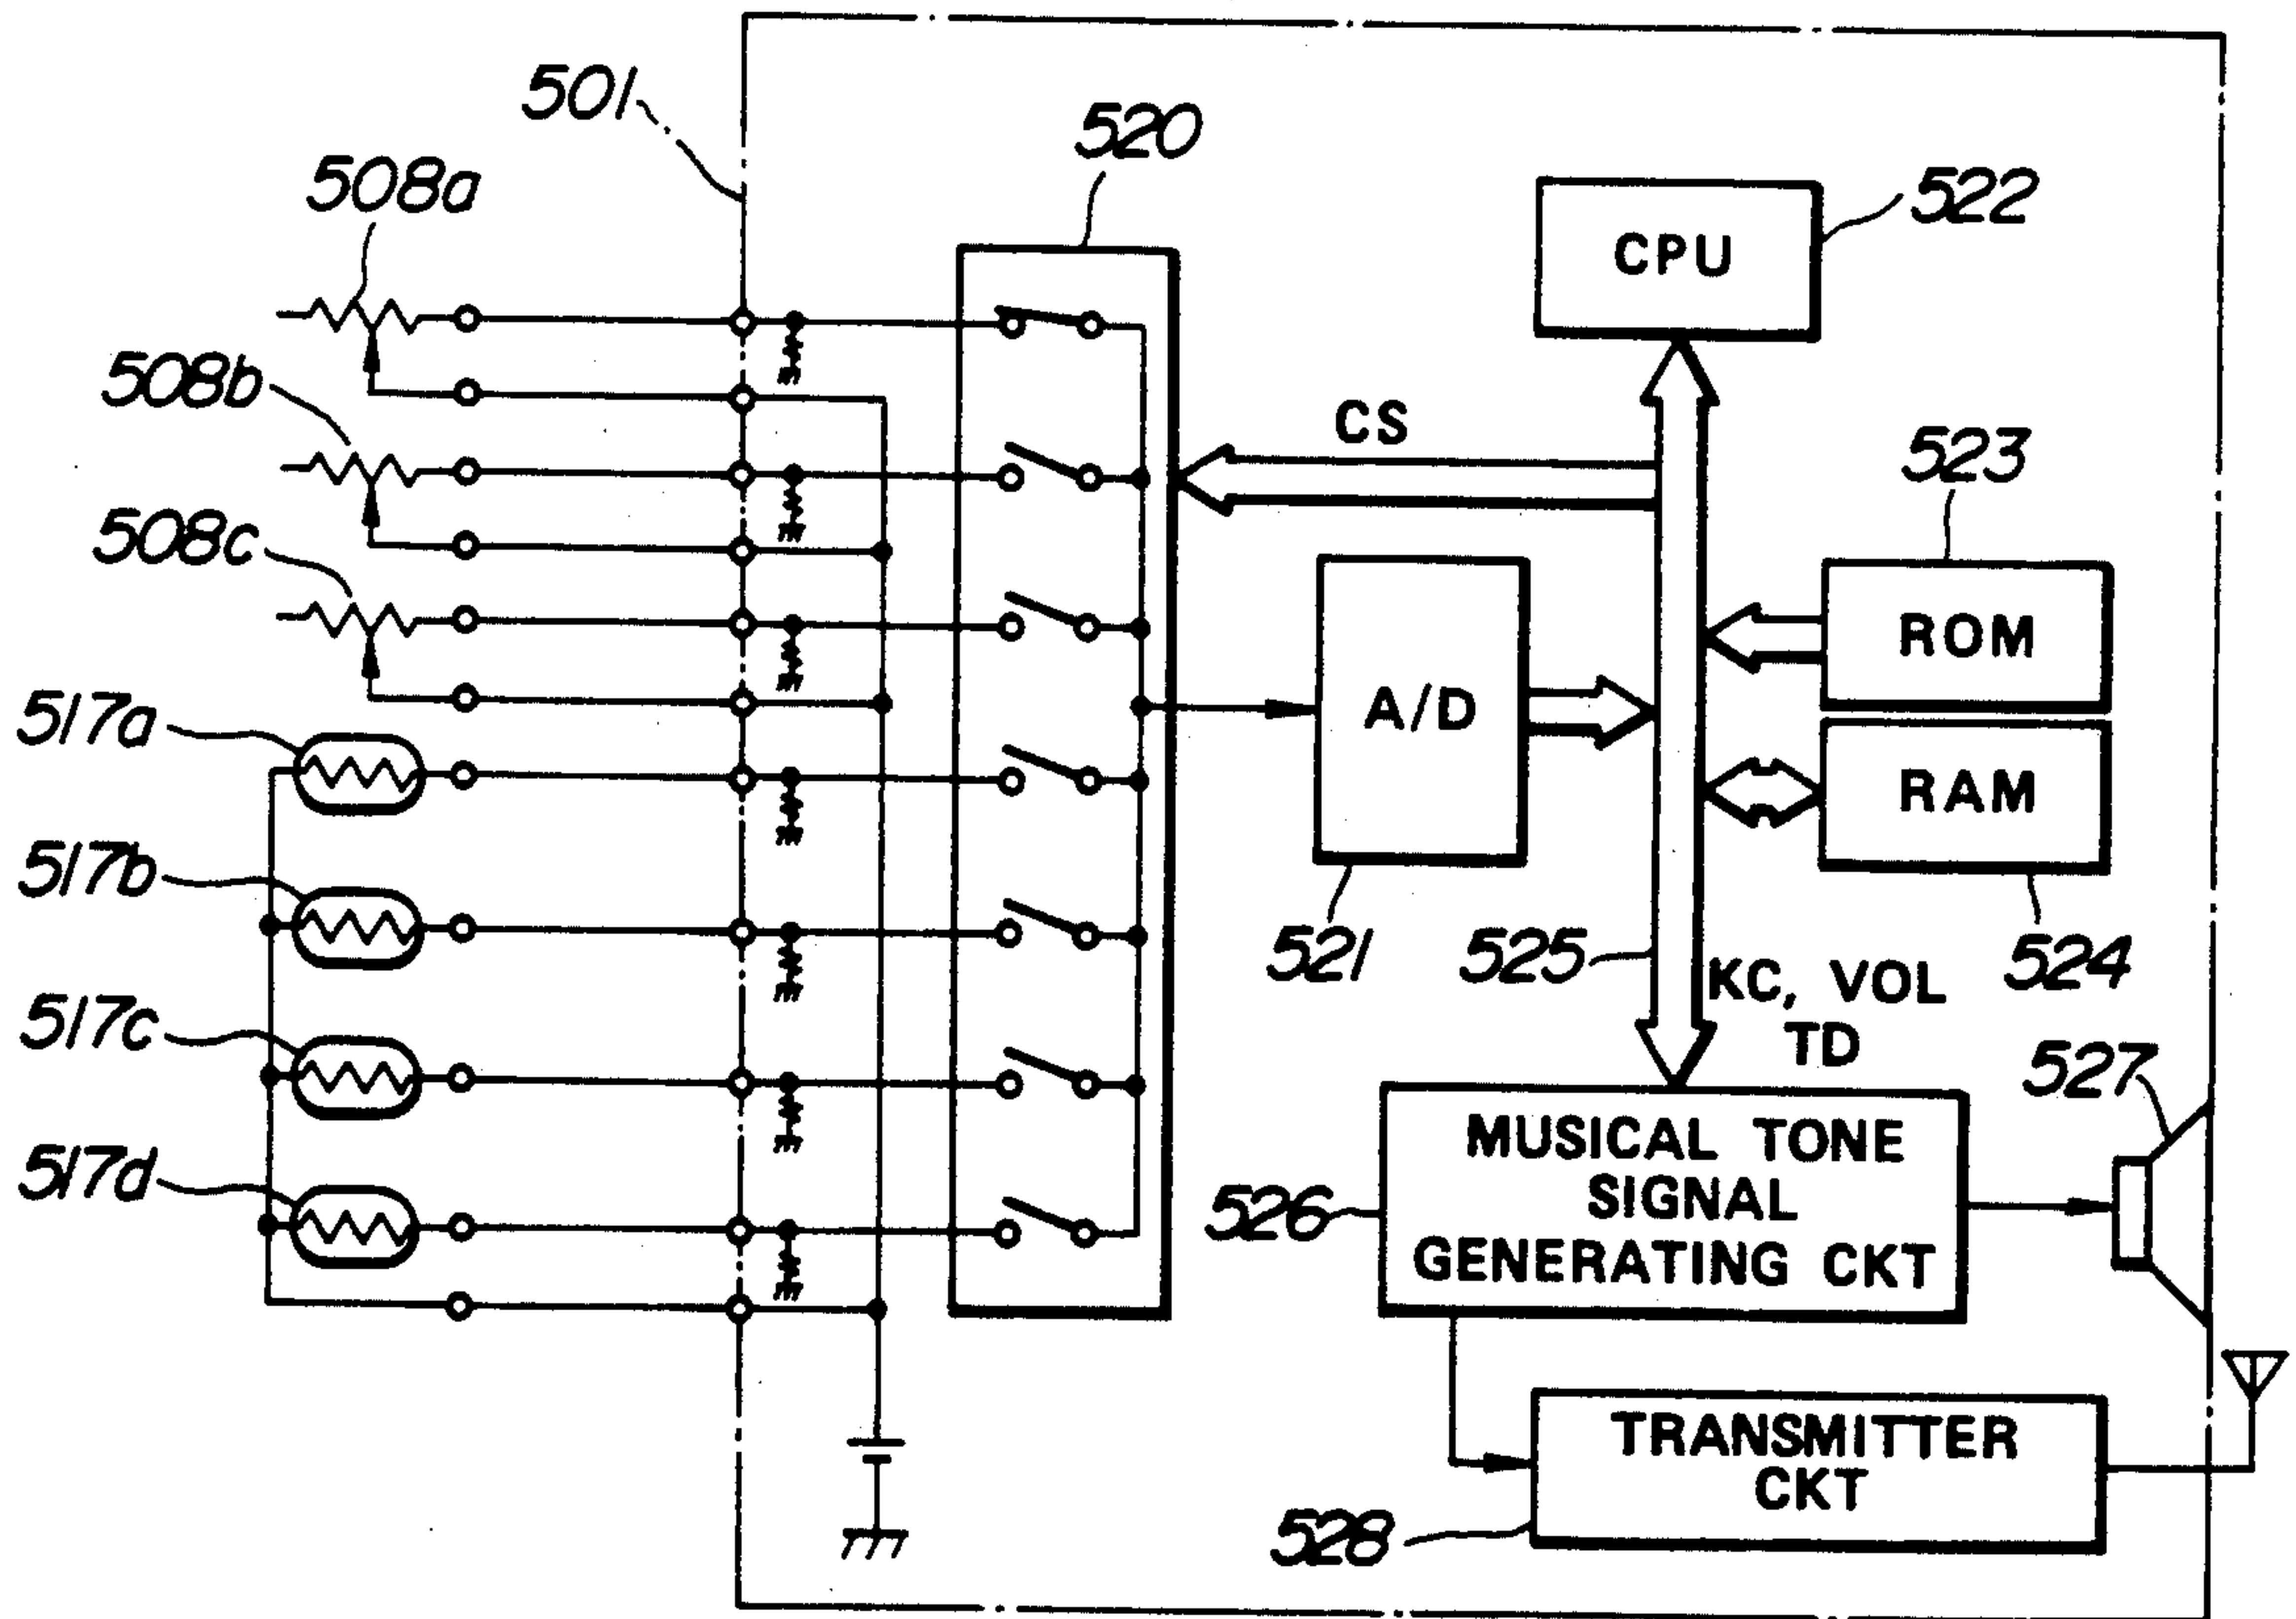 501
520
508a
522
CPU
508b
CS
523
508c
ROM
517a
A/D
RAM
517b
521
525
KC, VOL
TD
524
517c
527
MUSICAL TONE
SIGNAL
GENERATING CKT
517d
526
TRANSMITTER
CKT
528